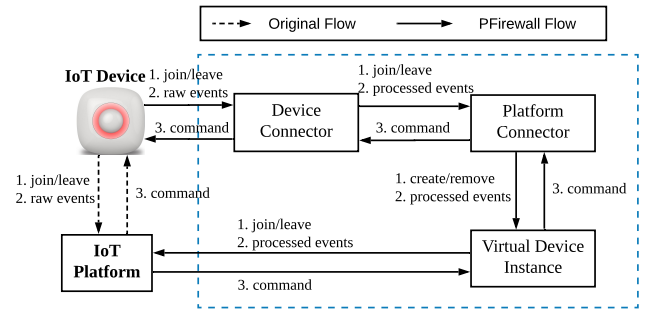 Original Flow
PFirewall Flow
IoT Device
1. join/leave
2. raw events
3. command
Device
Connector
1. join/leave
2. processed events
3. command
Platform
Connector
1. join/leave
2. raw events
3. command
1. create/remove
2. processed events
3. command
IoT
Platform
1. join/leave
2. processed events
3. command
Virtual Device
Instance